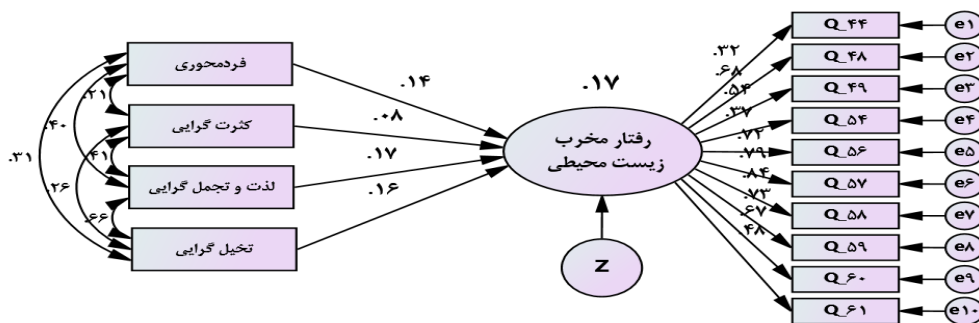 فردمحوری
کثرت گرایی
لذت و تجمل گرایی
تخیل گرایی
.۲۱
.۴۰
.۳۱
.۴۱
.۲۶
.۶۶
.۱۴
.۰۸
.۱۷
.۱۶
.۱۷
رفتار مخرب
زیست محیطی
Z
.۳۲
.۶۸
.۵۴
.۳۷
.۷۲
.۷۹
.۸۴
.۷۳
.۶۷
.۴۸
Q_۴۴
e۱
Q_۴۸
e۲
Q_۴۹
e۳
Q_۵۴
e۴
Q_۵۶
e۵
Q_۵۷
e۶
Q_۵۸
e۷
Q_۵۹
e۸
Q_۶۰
e۹
Q_۶۱
e۱۰